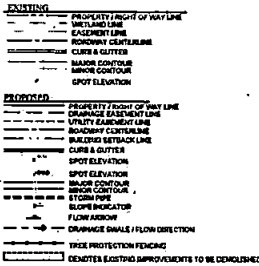 EXISTING
PROPERTY / RIGHT OF WAY LINE
WETLAND LINE
EASEMENT LINE
ROADWAY CENTERLINE
CURB & GUTTER
MAJOR CONTOUR
MINOR CONTOUR
SPOT ELEVATION
PROPOSED
PROPERTY / RIGHT OF WAY LINE
DRAINAGE EASEMENT LINE
UTILITY EASEMENT LINE
ROADWAY CENTERLINE
BUILDING SETBACK LINE
CURB & GUTTER
SPOT ELEVATION
SPOT ELEVATION
MAJOR CONTOUR
MINOR CONTOUR
STORM PIPE
SLOPE INDICATOR
FLOW ARROW
DRAINAGE SWALE / FLOW DIRECTION
TREE PROTECTION FENCING
DENOTES EXISTING IMPROVEMENTS TO BE DEMOLISHED